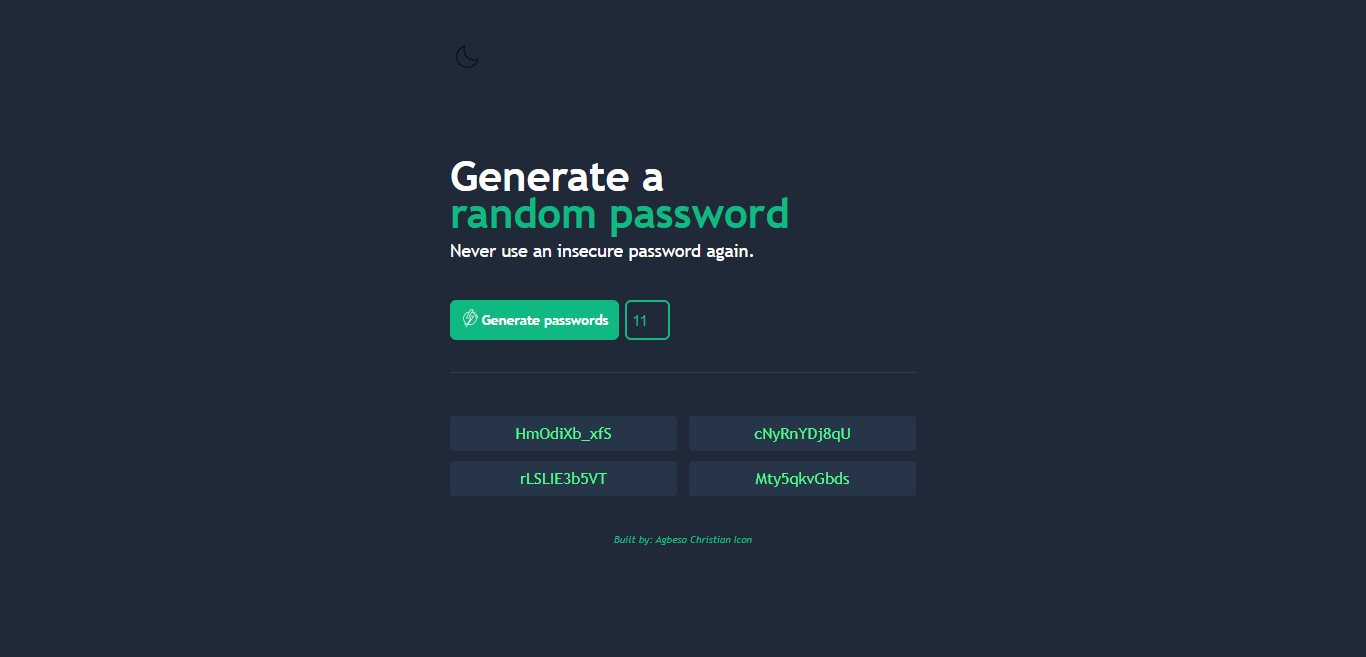 Generate a
random password
Never use an insecure password again.
Generate passwords 11
HmOdiXb_xfS cNyRnYDj8qU
rLSLIE3b5VT Mty5qkvGbds
Built by: Agbeso Christian Icon